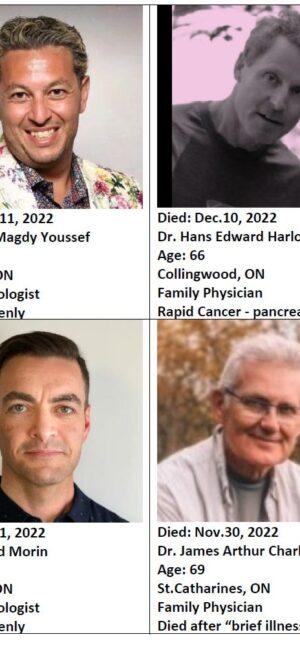 11, 2022
Magdy Youssef
ON
ologist
enly
Died: Dec.10, 2022
Dr. Hans Edward Harlo
Age: 66
Collingwood, ON
Family Physician
Rapid Cancer - pancrea
1, 2022
d Morin
ON
ologist
enly
Died: Nov.30, 2022
Dr. James Arthur Charl
Age: 69
St.Catharines, ON
Family Physician
Died after “brief illness